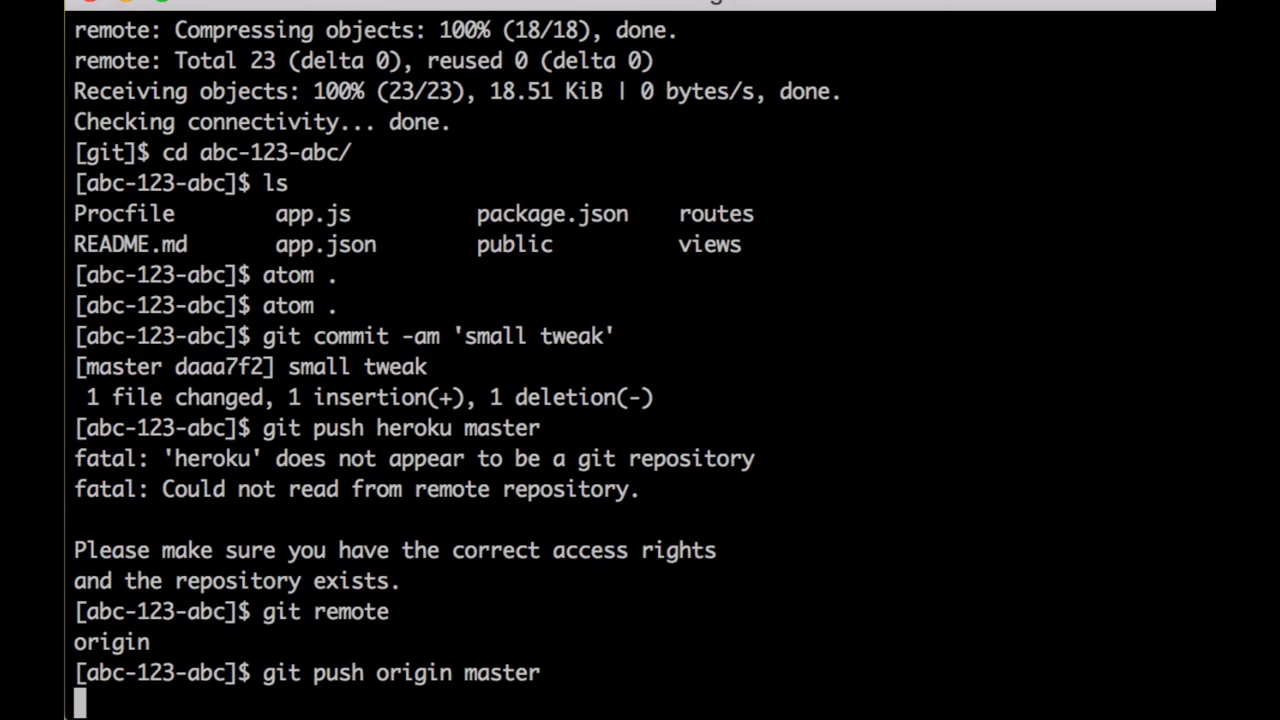 remote: Compressing objects: 100% (18/18), done.
remote: Total 23 (delta 0), reused 0 (delta 0)
Receiving objects: 100% (23/23), 18.51 KiB | 0 bytes/s, done.
Checking connectivity... done.
[git]$ cd abc-123-abc/
[abc-123-abc]$ ls
Procfile app.js package.json routes
README.md app.json public views
[abc-123-abc]$ atom .
[abc-123-abc]$ atom .
[abc-123-abc]$ git commit -am 'small tweak'
[master daaa7f2] small tweak
1 file changed, 1 insertion(+), 1 deletion(-)
[abc-123-abc]$ git push heroku master
fatal: 'heroku' does not appear to be a git repository
fatal: Could not read from remote repository.
Please make sure you have the correct access rights
and the repository exists.
[abc-123-abc]$ git remote
origin
[abc-123-abc]$ git push origin master